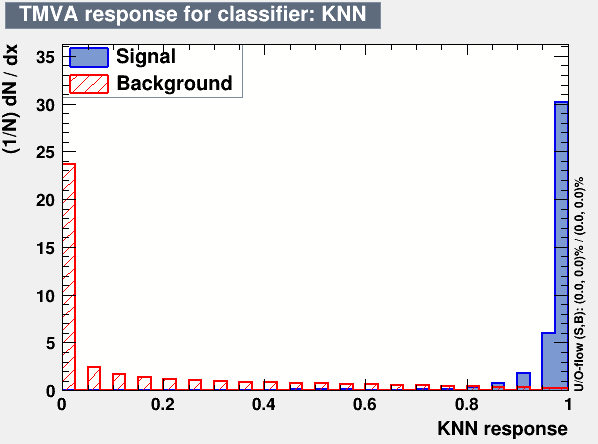 TMVA response for classifier: KNN
(1/N) dN / dx
Signal
Background
35
30
25
20
15
10
5
0
0
0.2
0.4
0.6
0.8
1
KNN response
U/O-flow (S,B): (0.0, 0.0)% / (0.0, 0.0)%